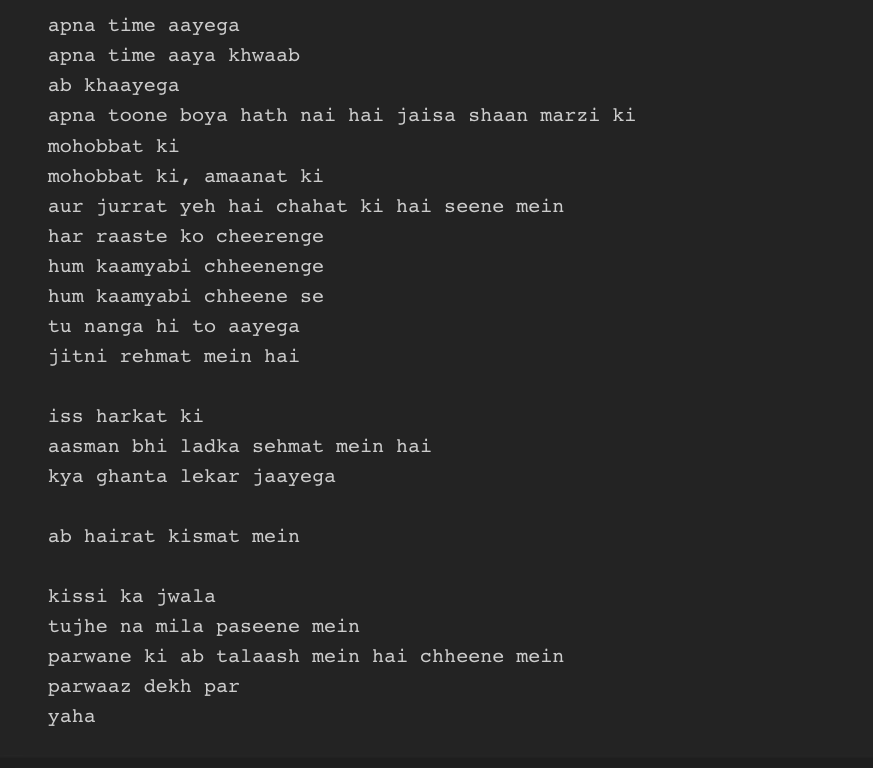 apna time aayega
apna time aaya khwaab
ab khaayega
apna toone boya hath nai hai jaisa shaan marzi ki
mohobbat ki
mohobbat ki, amaanat ki
aur jurrat yeh hai chahat ki hai seene mein
har raaste ko cheerenge
hum kaamyabi chheenenge
hum kaamyabi chheene se
tu nanga hi to aayega
jitni rehmat mein hai
iss harkat ki
aasman bhi ladka sehmat mein hai
kya ghanta lekar jaayega
ab hairat kismat mein
kissi ka jwala
tujhe na mila paseene mein
parwane ki ab talaash mein hai chheene mein
parwaaz dekh par
yaha